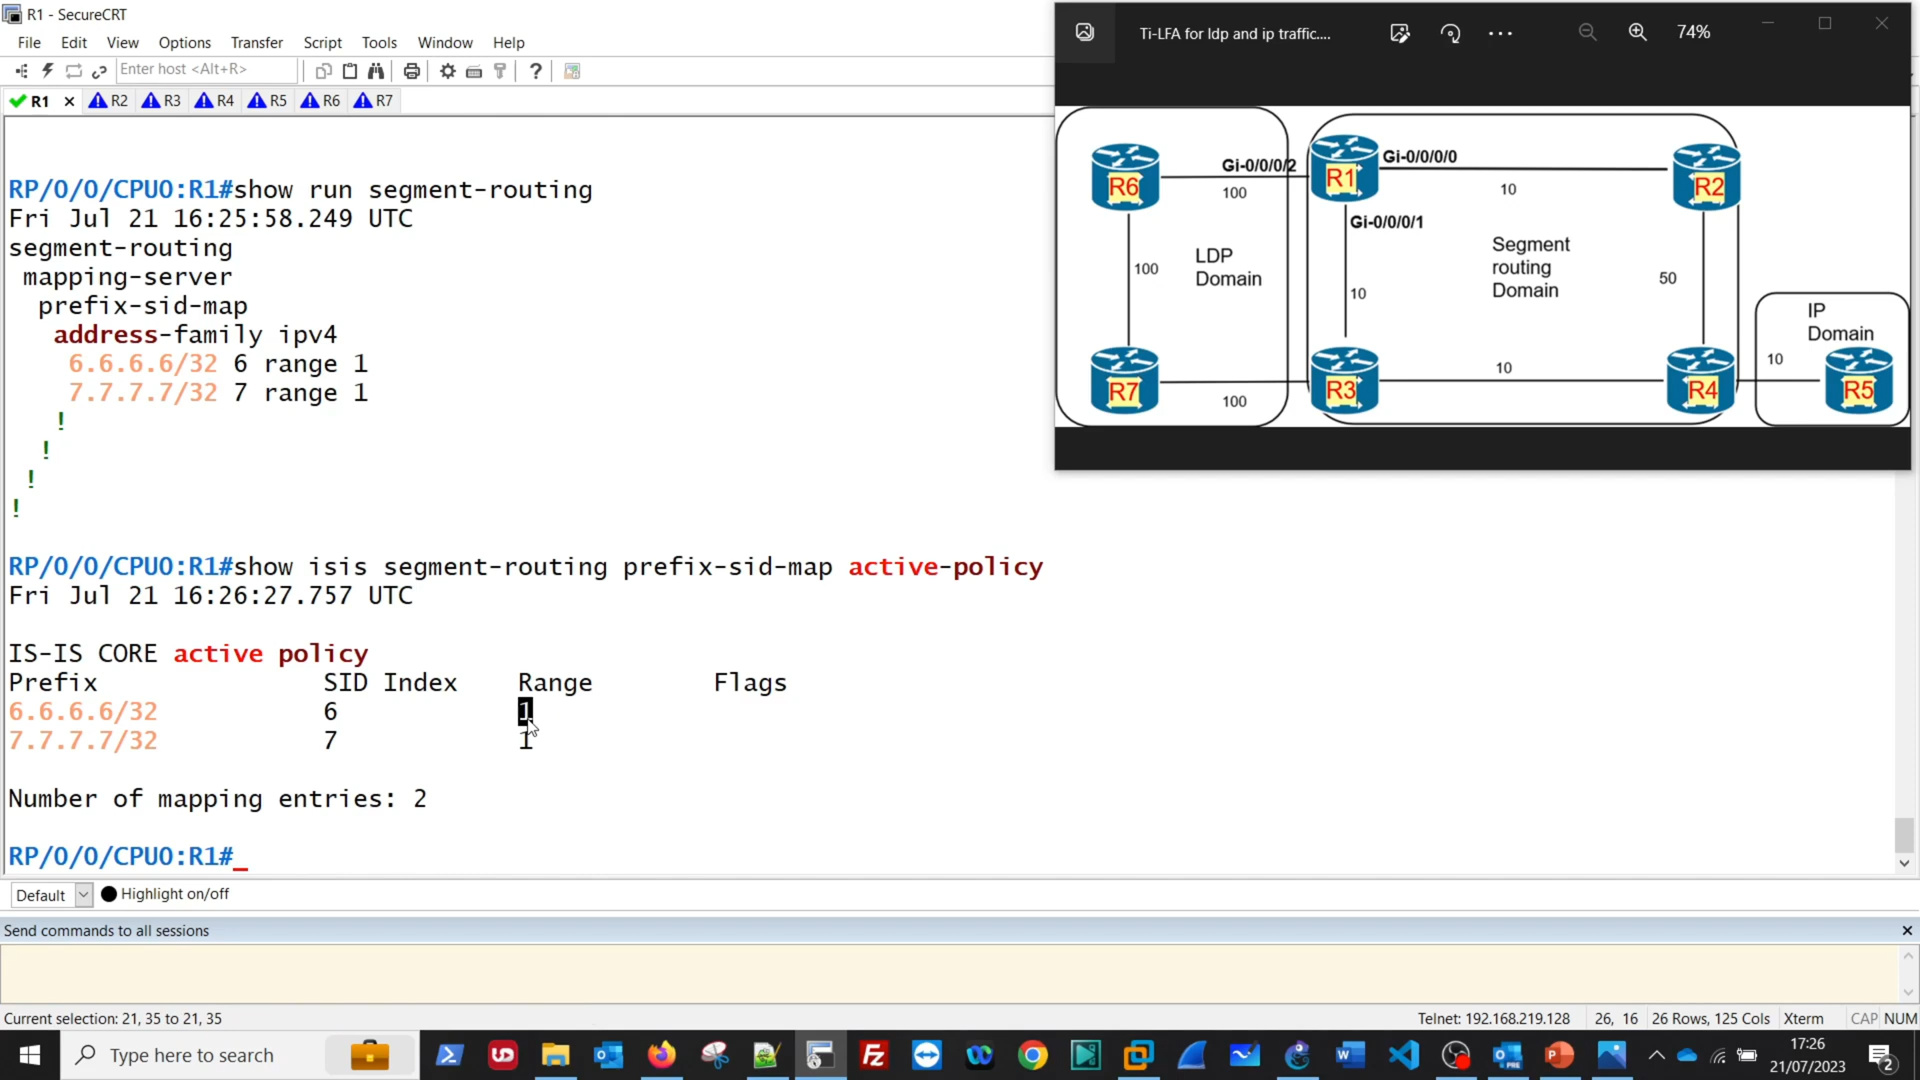 R1 - SecureCRT
File Edit View Options Transfer Script Tools Window Help
Enter host <Alt+R>
R1 R2 R3 R4 R5 R6 R7
RP/0/0/CPU0:R1#show run segment-routing
Fri Jul 21 16:25:58.249 UTC
segment-routing
mapping-server
prefix-sid-map
address-family ipv4
6.6.6.6/32 6 range 1
7.7.7.7/32 7 range 1
!
!
!
!
RP/0/0/CPU0:R1#show isis segment-routing prefix-sid-map active-policy
Fri Jul 21 16:26:27.757 UTC
IS-IS CORE active policy
Prefix SID Index Range Flags
6.6.6.6/32 6 1
7.7.7.7/32 7 1
Number of mapping entries: 2
RP/0/0/CPU0:R1#_
Ti-LFA for ldp and ip traffic....
74%
R6 Gi-0/0/0/2 R1 Gi-0/0/0/0 R2
100 10
Gi-0/0/0/1
LDP
Domain
100
Segment
routing
Domain
50
10
IP
Domain
10
10
R7 R3 R4 R5
100
Default Highlight on/off
Send commands to all sessions
Current selection: 21, 35 to 21, 35
Telnet: 192.168.219.128 26, 16 26 Rows, 125 Cols Xterm CAP NUM
Type here to search
17:26
21/07/2023
2